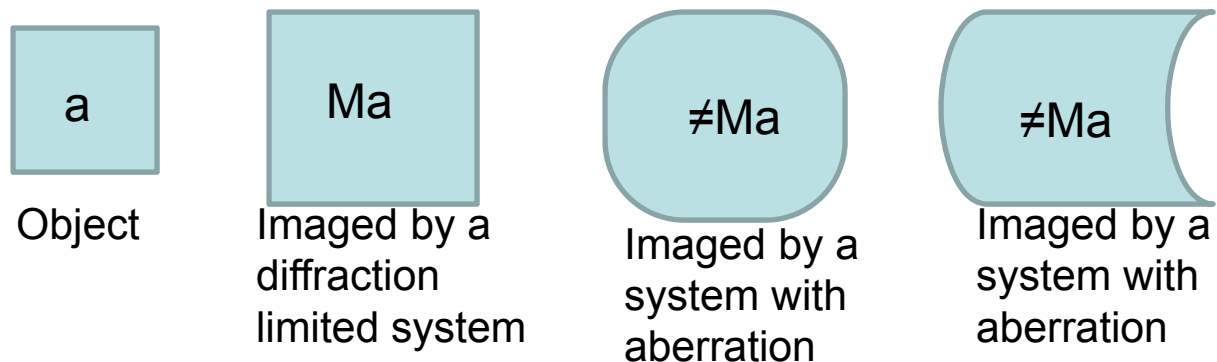 a
Ma
≠Ma
≠Ma
Object
Imaged by a
diffraction
limited system
Imaged by a
system with
aberration
Imaged by a
system with
aberration